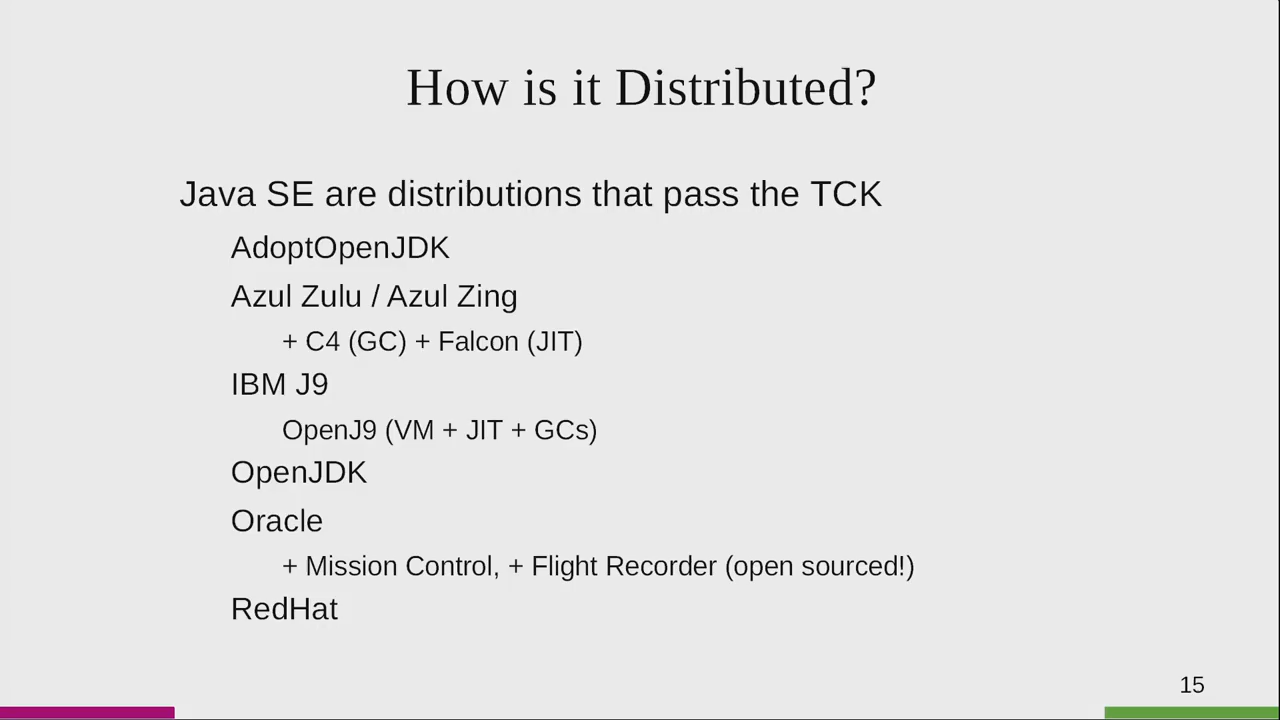 How is it Distributed?
Java SE are distributions that pass the TCK
AdoptOpenJDK
Azul Zulu / Azul Zing
+ C4 (GC) + Falcon (JIT)
IBM J9
OpenJ9 (VM + JIT + GCs)
OpenJDK
Oracle
+ Mission Control, + Flight Recorder (open sourced!)
RedHat
15